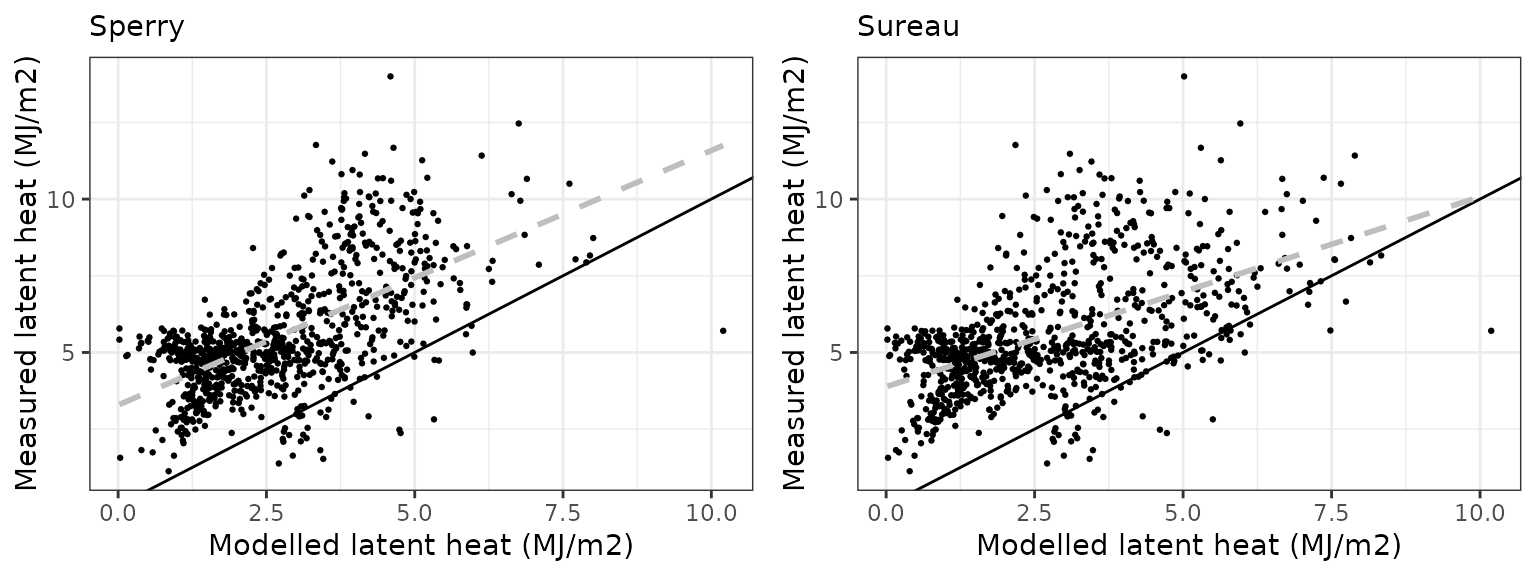 Sperry
Measured latent heat (MJ/m2)
10
5
0.0 2.5 5.0 7.5 10.0
Modelled latent heat (MJ/m2)
Sureau
Measured latent heat (MJ/m2)
10
5
0.0 2.5 5.0 7.5 10.0
Modelled latent heat (MJ/m2)